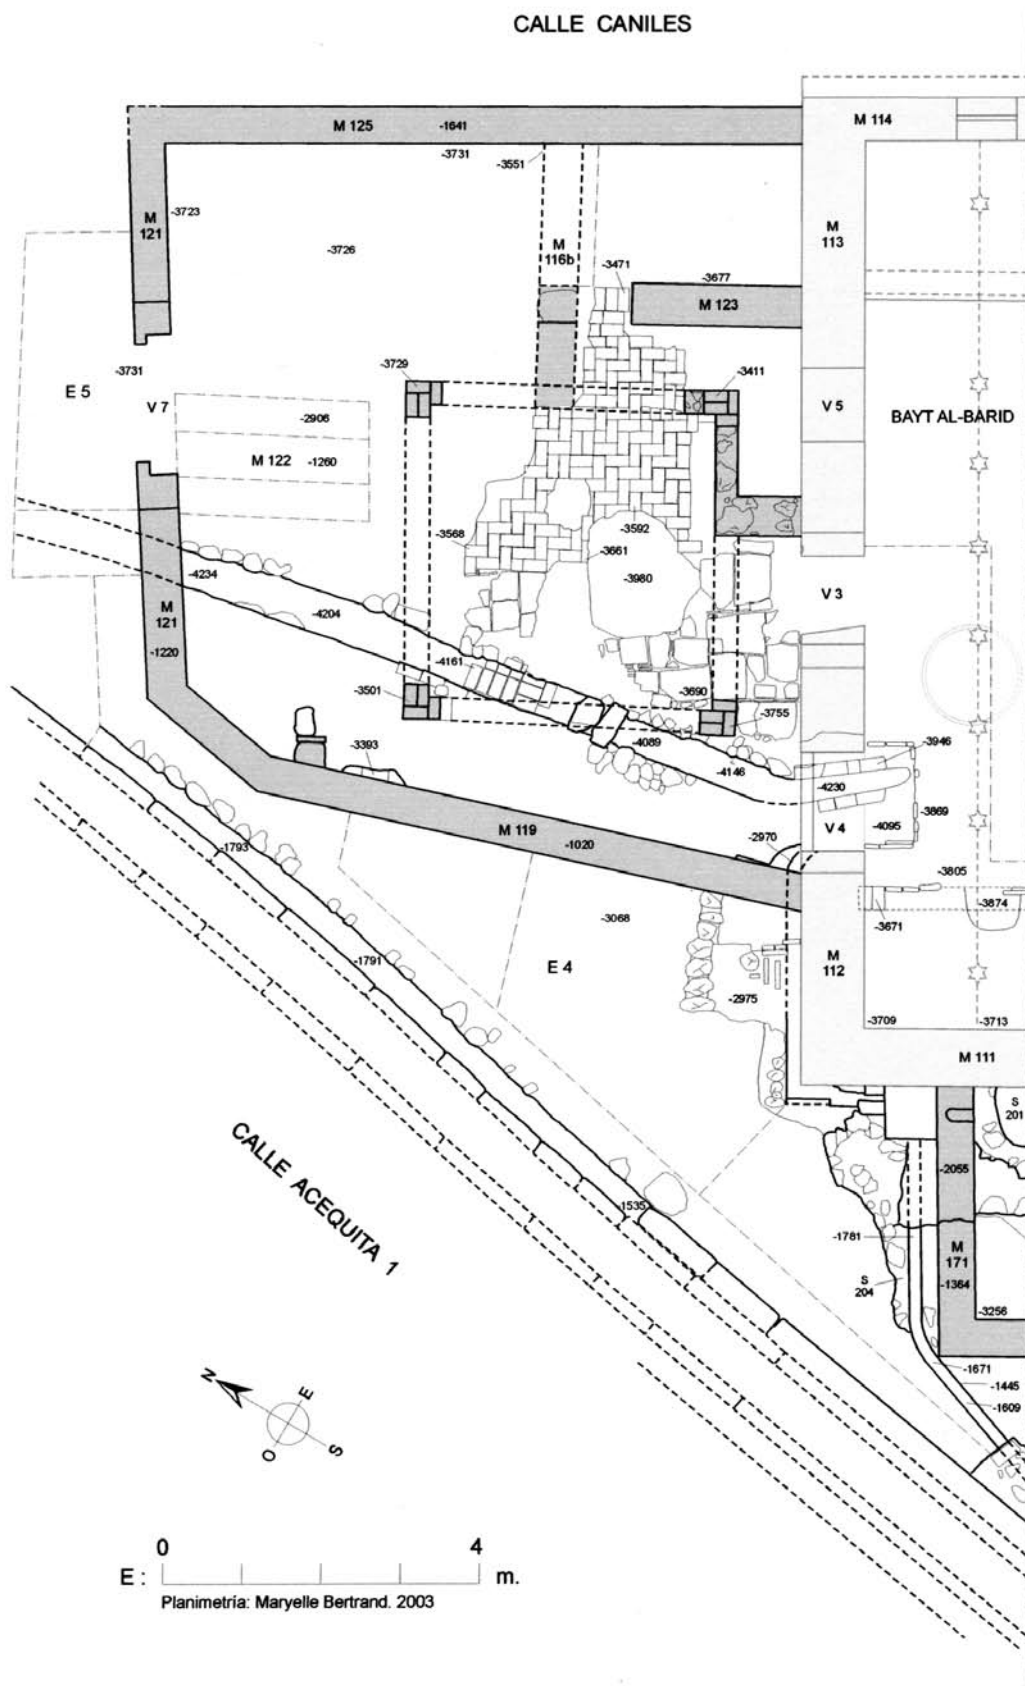 CALLE CANILES
M 125
-1641
M 114
-3731
-3551
-3723
M
121
-3726
M
116b
-3471
-3677
M 123
M
113
-3731
E 5
V 7
-3729
-3411
V 5
BAYT AL-BARID
-2906
M 122
-1260
-3568
-3592
-3661
-3980
V 3
-4234
-4204
M
121
-1220
-4161
-3501
-3690
-3755
-3393
-4089
-4146
-4230
-3946
-3869
V 4
-4095
-2970
M 119
-1020
-1793
-3805
-3874
-3671
-3068
E 4
M
112
-1791
-2975
-3709
-3713
M 111
S
201
CALLE ACEQUITA 1
-2055
-1535
-1781
M
171
-1364
S
204
-3256
-1671
-1445
-1609
N
E
O
S
0
4
E :
m.
Planimetría: Maryelle Bertrand. 2003